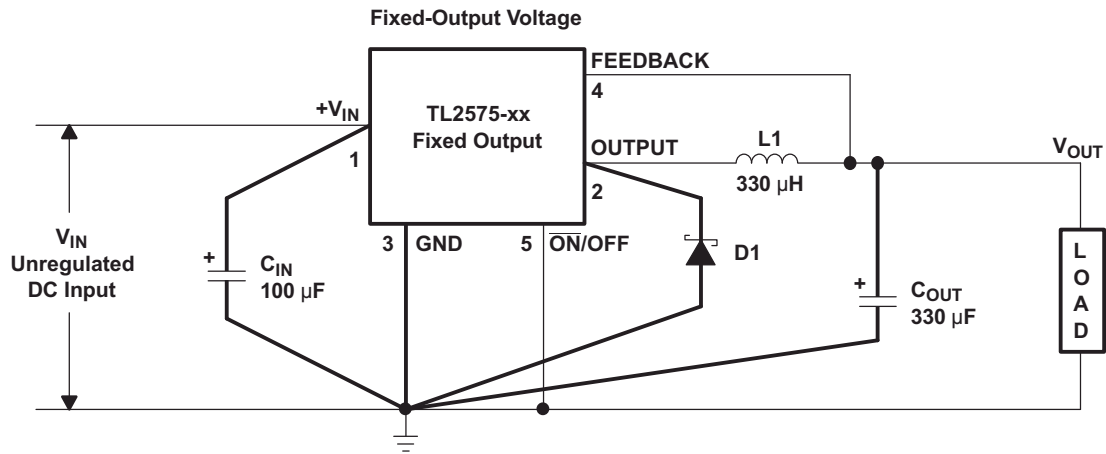 Fixed-Output Voltage
FEEDBACK
4
+VIN
TL2575-xx
Fixed Output
1
OUTPUT
2
L1
330 µH
VOUT
3
GND
5
ON/OFF
D1
VIN
Unregulated
DC Input
+
CIN
100 µF
+
COUT
330 µF
L
O
A
D